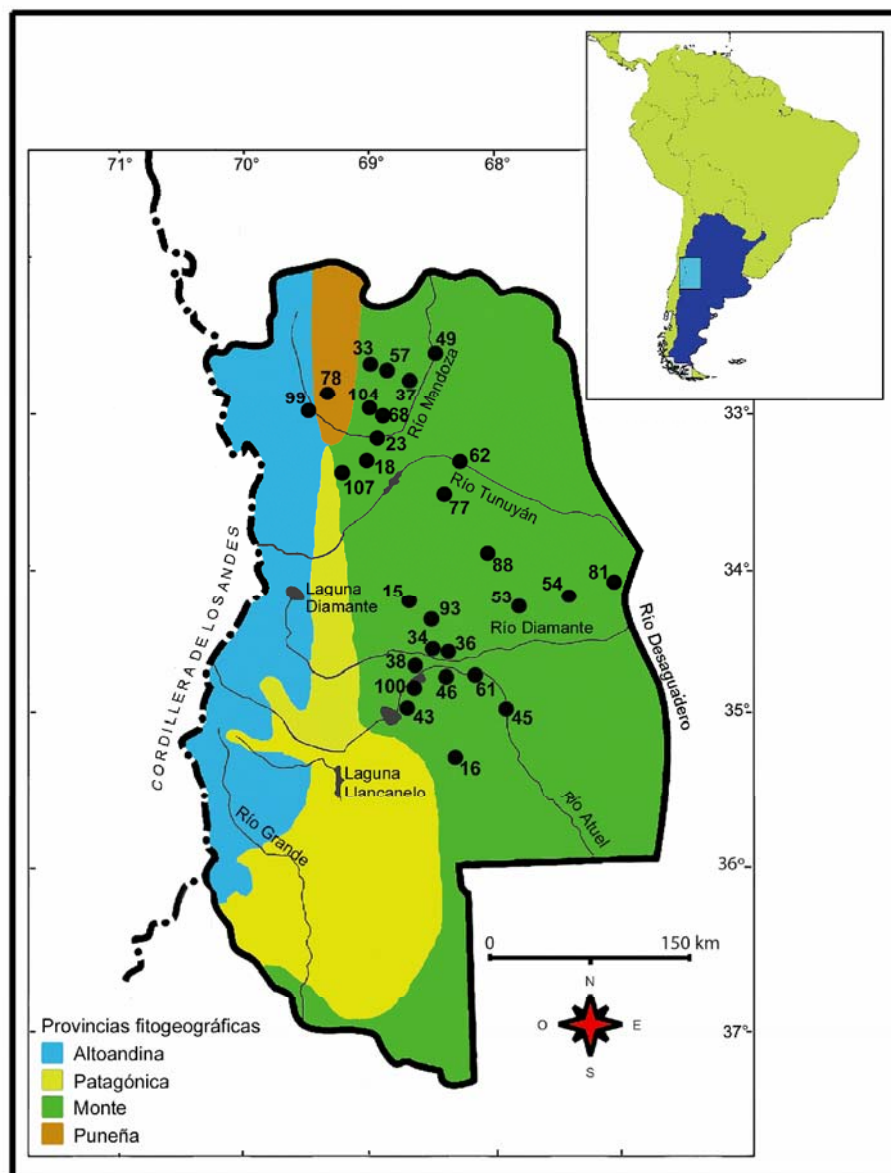 71°
70°
69°
68°
33°
34°
35°
36°
37°
33
57
49
78
104
37
99
68
Río Mendoza
23
18
62
107
77
Río Tunuyán
88
81
54
15
53
93
Laguna
Diamante
Río Diamante
34
36
38
100
46
61
43
45
16
Laguna
Llancanelo
Río Grande
Río Atuel
Río Desaguadero
CORDILLERA DE LOS ANDES
0
150 km
N
O
E
S
Provincias fitogeográficas
Altoandina
Patagónica
Monte
Puneña